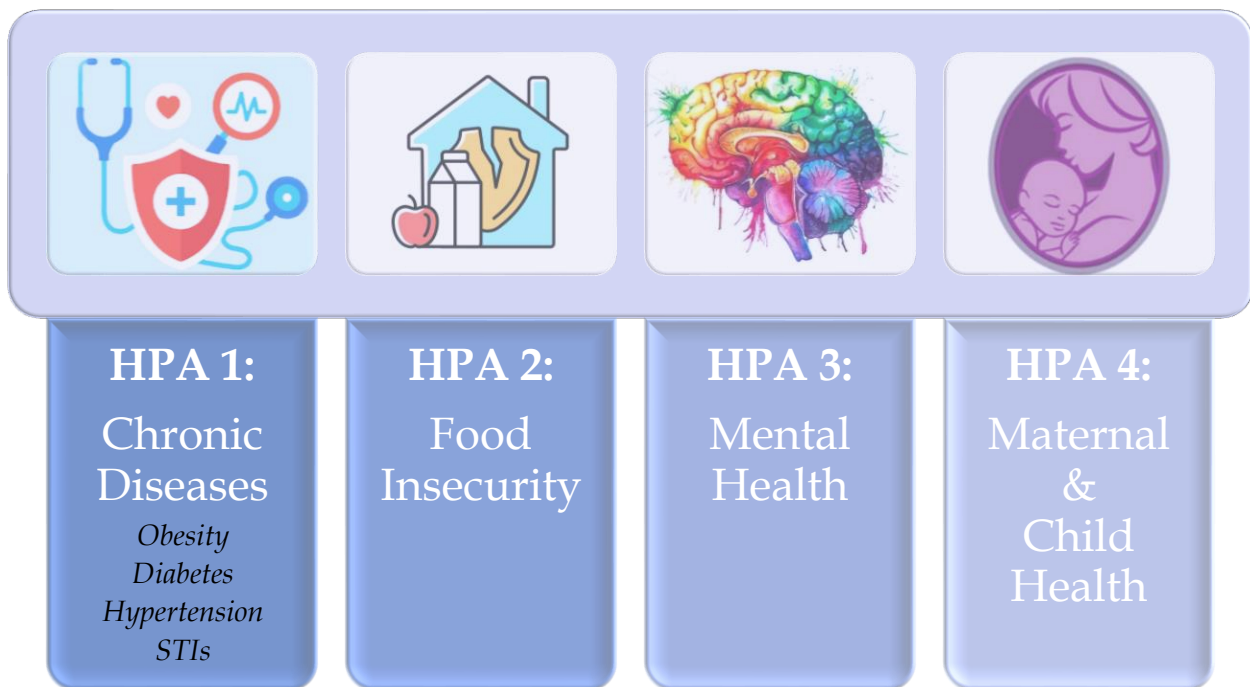 HPA 1:
Chronic
Diseases
Obesity
Diabetes
Hypertension
STIs
HPA 2:
Food
Insecurity
HPA 3:
Mental
Health
HPA 4:
Maternal
&
Child
Health